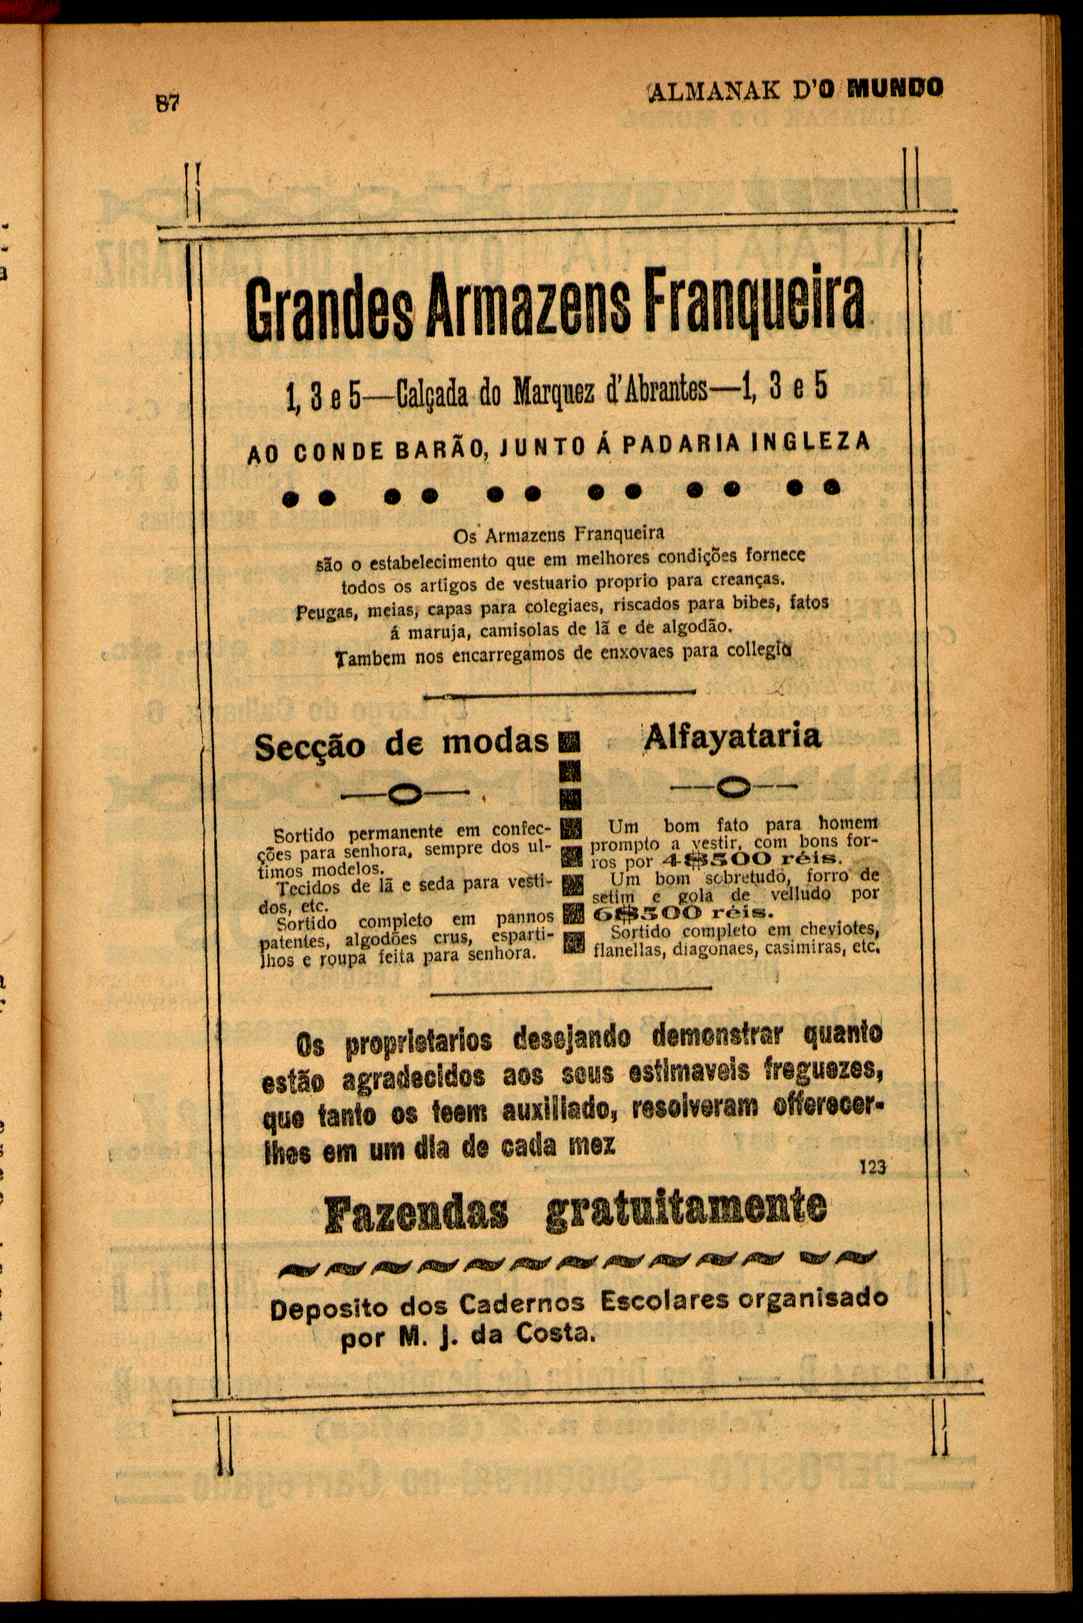 87
ALMANAK D'O MUNDO
Grandes Armazens Franqueira
1, 3 e 5—Calçada do Marquez d'Abrantes—1, 3 e 5
AO CONDE BARÃO, JUNTO Á PADARIA INGLEZA
Os Armazens Franqueira
são o estabelecimento que em melhores condições fornece
todos os artigos de vestuario proprio para creanças.
Peugas, meias, capas para colegiaes, riscados para bibes, fatos
á maruja, camisolas de lã e de algodão.
Tambem nos encarregamos de enxovaes para collegio
Secção de modas
Sortido permanente em confec-
ções para senhora, sempre dos ul-
timos modelos.
Tecidos de lã e seda para vesti-
dos, etc.
Sortido completo em pannos
patentes, algodões crus, esparti-
lhos e roupa feita para senhora.
Alfayataria
Um bom fato para homem
prompto a vestir, com bons for-
ros por 4$500 réis.
Um bom sobretudo, forro de
setim e gola de velludo por
6$500 réis.
Sortido completo em cheviotes,
flanellas, diagonaes, casimiras, etc.
Os proprietarios desejando demonstrar quanto
estão agradecidos aos seus estimaveis freguezes,
que tanto os teem auxiliado, resolveram offerecer-
lhes em um dia de cada mez
123
Fazendas gratuitamente
Deposito dos Cadernos Escolares organisado
por M. J. da Costa.